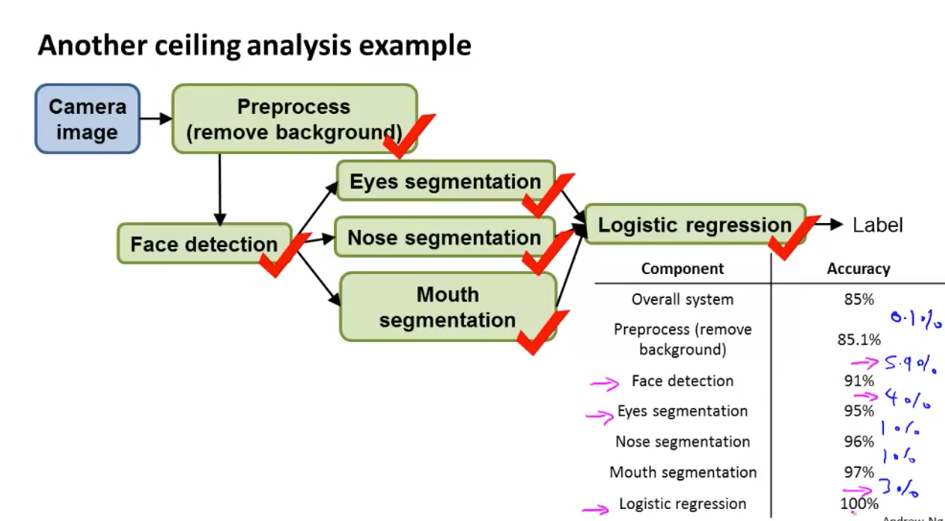 Another ceiling analysis example
Camera
image
Preprocess
(remove background)
Eyes segmentation
Face detection
Nose segmentation
Mouth
segmentation
Logistic regression
Label
Component Accuracy
Overall system 85%
0.1%
Preprocess (remove
background)
85.1%
5.9%
Face detection 91%
4%
Eyes segmentation 95%
1%
Nose segmentation 96%
1%
Mouth segmentation 97%
3%
Logistic regression 100%
Andrew